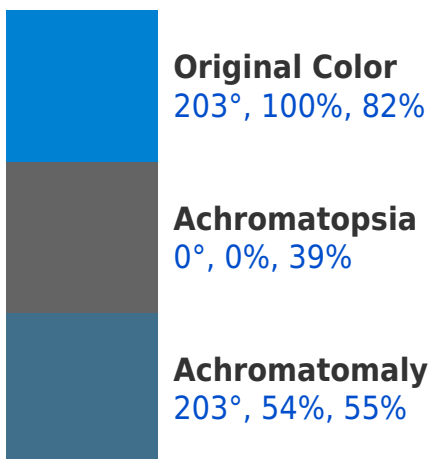 Original Color
203°, 100%, 82%
Achromatopsia
0°, 0%, 39%
Achromatomaly
203°, 54%, 55%